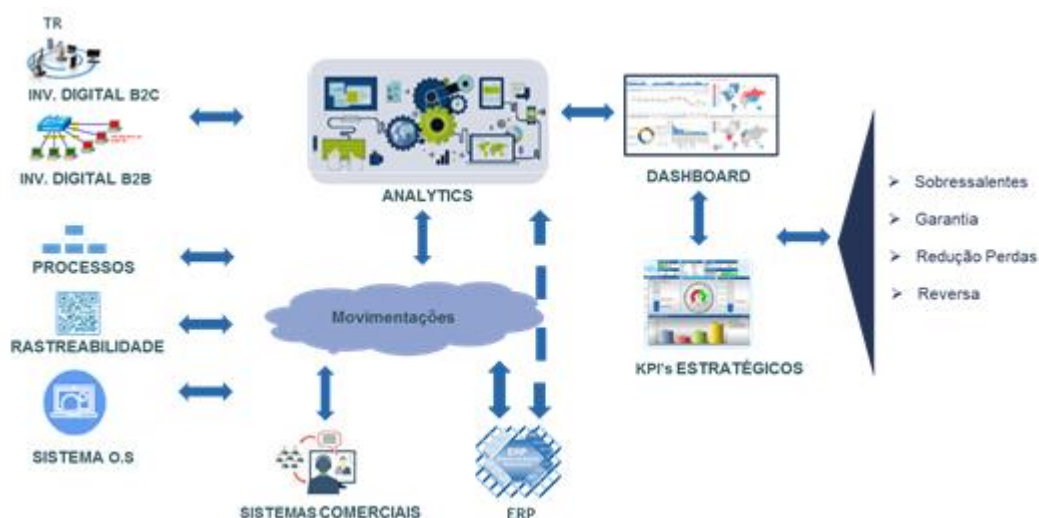 TR
INV. DIGITAL B2C
INV. DIGITAL B2B
ANALYTICS
DASHBOARD
Sobressalentes
Garantia
Redução Perdas
Reversa
PROCESSOS
Movimentações
RASTREABILIDADE
KPI's ESTRATÉGICOS
SISTEMA O.S
SISTEMAS COMERCIAIS
ERP
ERP